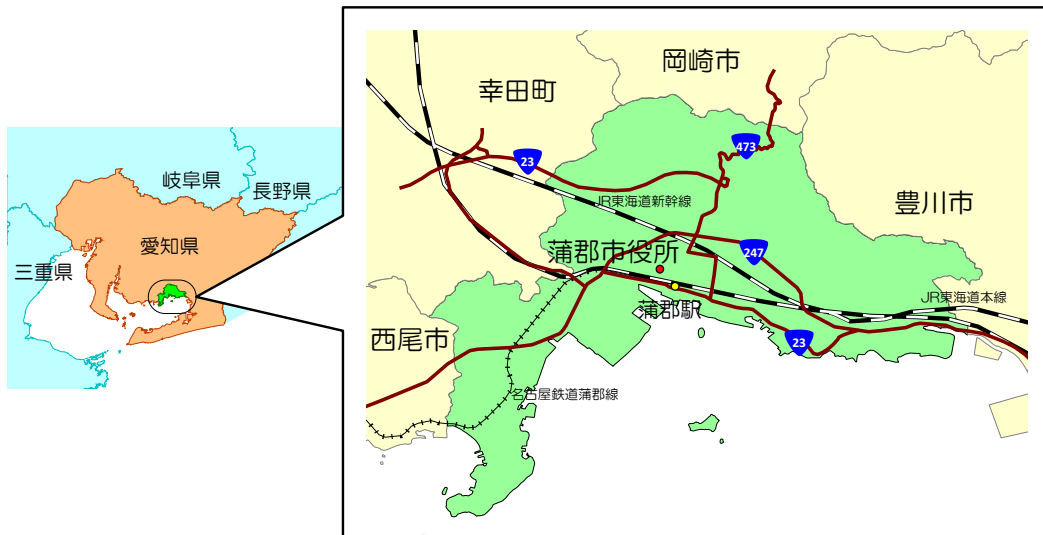 岐阜県
長野県
愛知県
三重県
岡崎市
幸田町
473
23
JR東海道新幹線
豊川市
蒲郡市役所
247
JR東海道本線
蒲郡駅
西尾市
23
名古屋鉄道蒲郡線